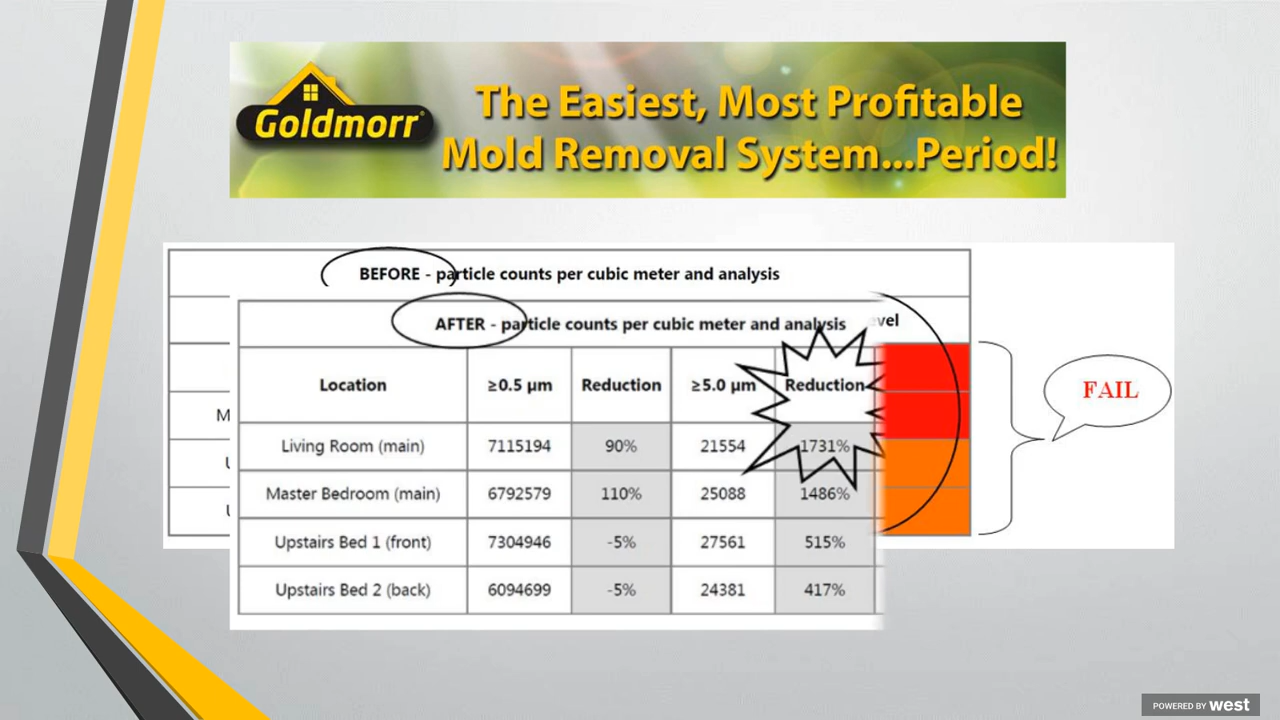 Goldmorr®
The Easiest, Most Profitable
Mold Removal System...Period!
BEFORE - particle counts per cubic meter and analysis
AFTER - particle counts per cubic meter and analysis
Location ≥0.5 µm Reduction ≥5.0 µm Reduction
FAIL
M
Living Room (main) 7115194 90% 21554 1731%
Master Bedroom (main) 6792579 110% 25088 1486%
Upstairs Bed 1 (front) 7304946 -5% 27561 515%
Upstairs Bed 2 (back) 6094699 -5% 24381 417%
POWERED BY west